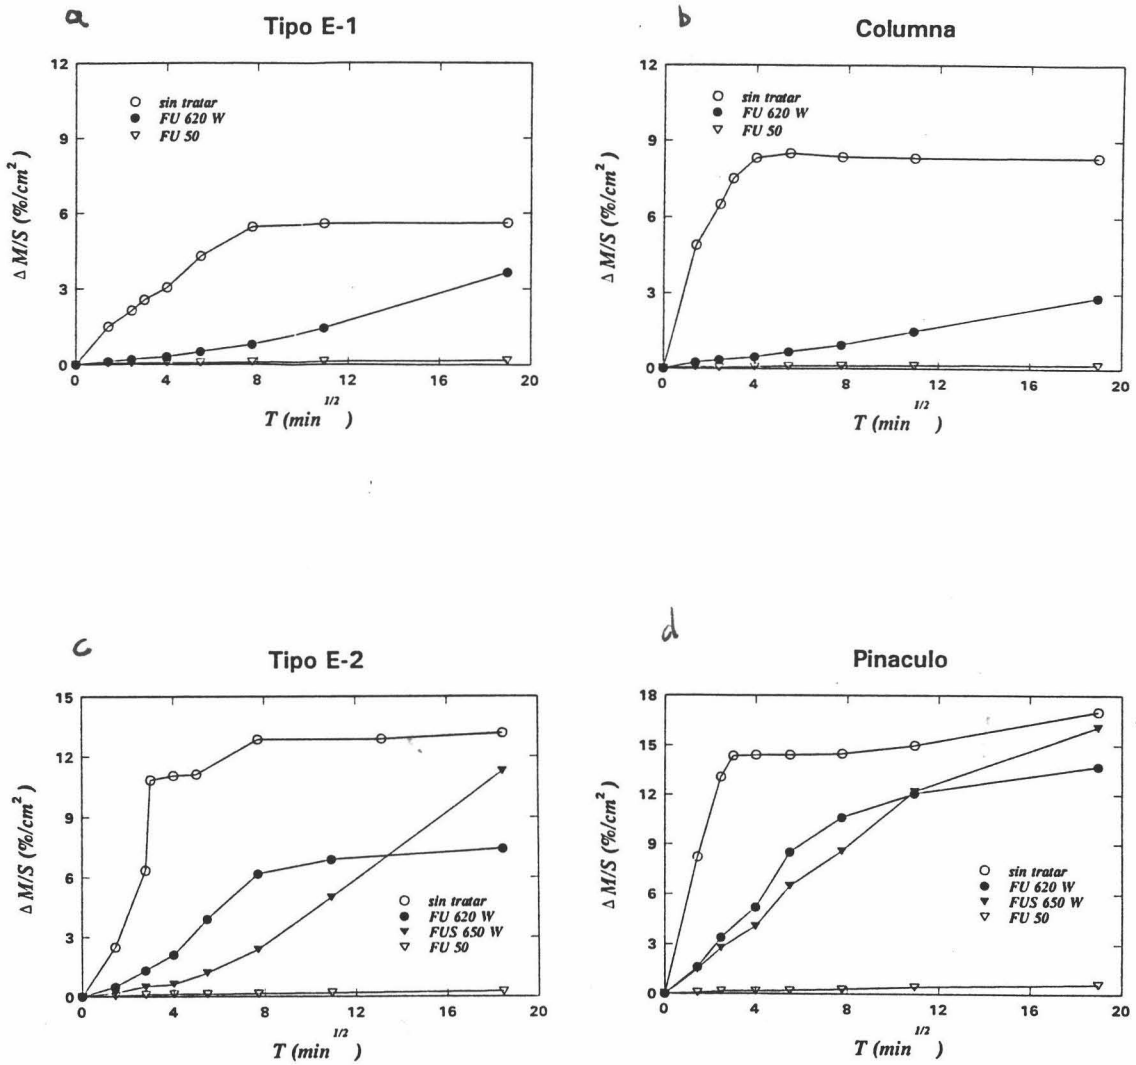 a
Tipo E-1
12
9
6
3
0
Δ M/S (%/cm²)
sin tratar
FU 620 W
FU 50
0 4 8 12 16 20
T (min 1/2 )
b
Columna
12
9
6
3
0
Δ M/S (%/cm²)
sin tratar
FU 620 W
FU 50
0 4 8 12 16 20
T (min 1/2 )
c
Tipo E-2
15
12
9
6
3
0
Δ M/S (%/cm²)
sin tratar
FU 620 W
FUS 650 W
FU 50
0 4 8 12 16 20
T (min 1/2 )
d
Pinaculo
18
15
12
9
6
3
0
Δ M/S (%/cm²)
sin tratar
FU 620 W
FUS 650 W
FU 50
0 4 8 12 16 20
T (min 1/2 )